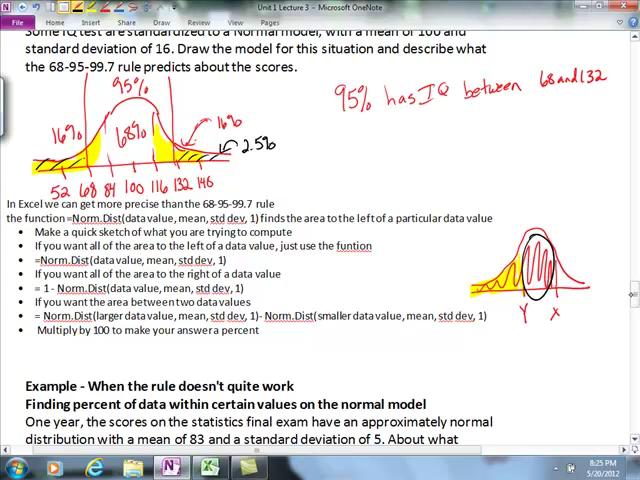 Unit 1 Lecture 3 - Microsoft OneNote
File Home Insert Share Draw Review View
Some IQ test are standardized to a Normal model, with a mean of 100 and
standard deviation of 16. Draw the model for this situation and describe what
the 68-95-99.7 rule predicts about the scores.
95% has IQ between 68 and 132
95%
16%
68%
16%
2.5%
52 68 84 100 116 132 148
In Excel we can get more precise than the 68-95-99.7 rule
the function =Norm.Dist(data value, mean, std dev, 1) finds the area to the left of a particular data value
Make a quick sketch of what you are trying to compute
If you want all of the area to the left of a data value, just use the funtion
=Norm.Dist(data value, mean, std dev, 1)
If you want all of the area to the right of a data value
= 1 - Norm.Dist(data value, mean, std dev, 1)
If you want the area between two data values
= Norm.Dist(larger data value, mean, std dev, 1)- Norm.Dist(smaller data value, mean, std dev, 1)
Multiply by 100 to make your answer a percent
Y X
Example - When the rule doesn't quite work
Finding percent of data within certain values on the normal model
One year, the scores on the statistics final exam have an approximately normal
distribution with a mean of 83 and a standard deviation of 5. About what
8:25 PM
5/20/2012